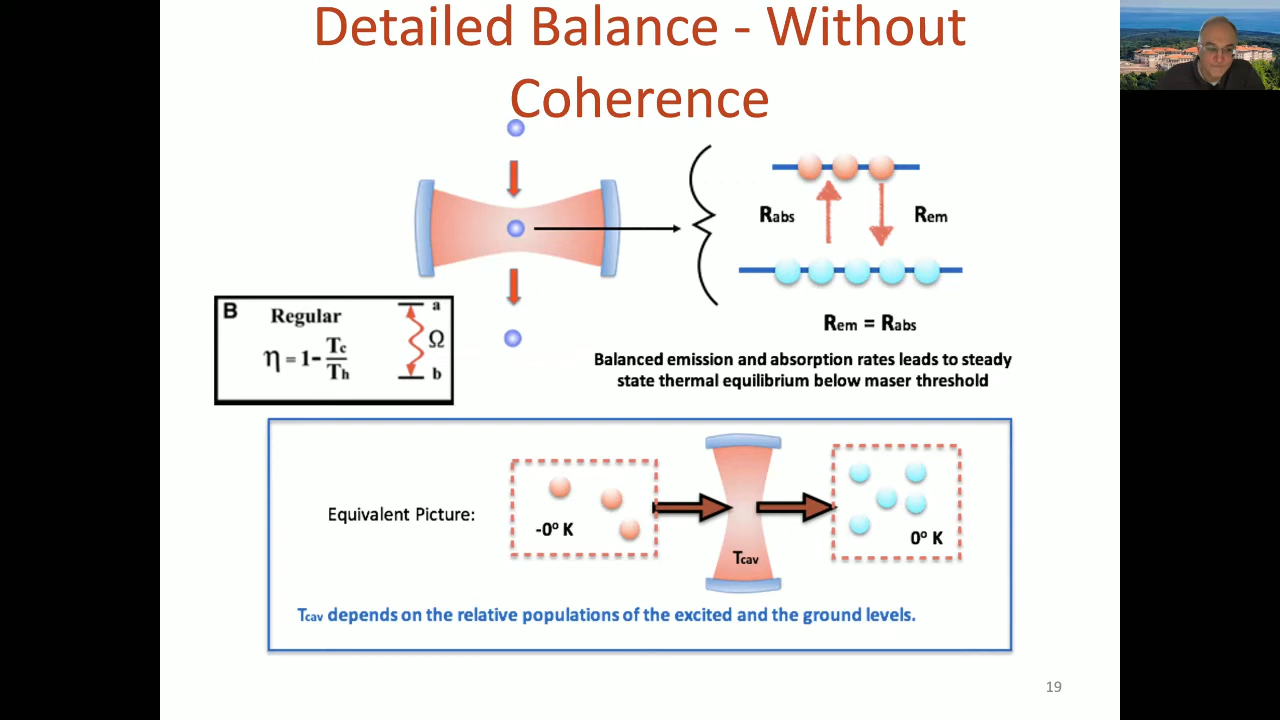 Detailed Balance - Without
Coherence
Rabs
Rem
Rem = Rabs
B
Regular
η = 1- Tc
Th
a
Ω
b
Balanced emission and absorption rates leads to steady
state thermal equilibrium below maser threshold
Equivalent Picture:
-0º K
Tcav
0º K
Tcav depends on the relative populations of the excited and the ground levels.
19